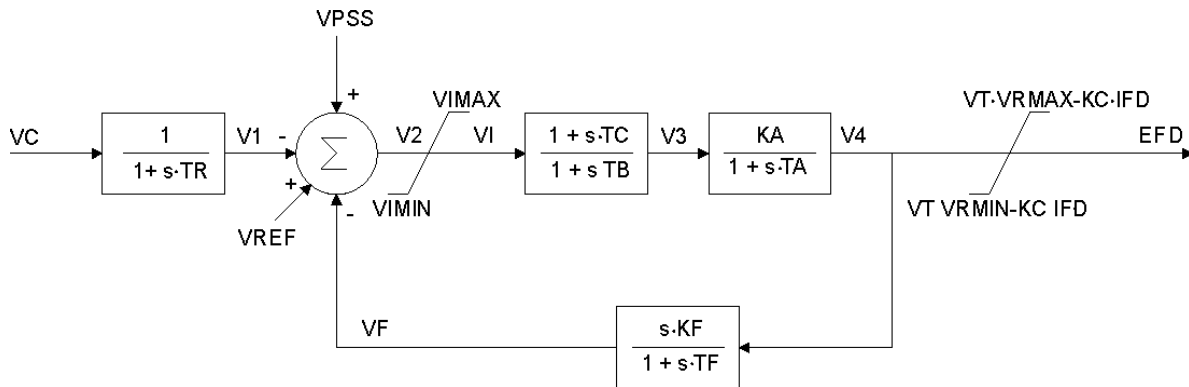 VPSS
+
VIMAX
VT·VRMAX-KC·IFD
VC
1
1+ s·TR
V1
-
Σ
V2
VI
1 + s·TC
1 + s TB
V3
KA
1 + s·TA
V4
EFD
+
-
VIMIN
VT VRMIN-KC IFD
VREF
VF
s·KF
1 + s·TF